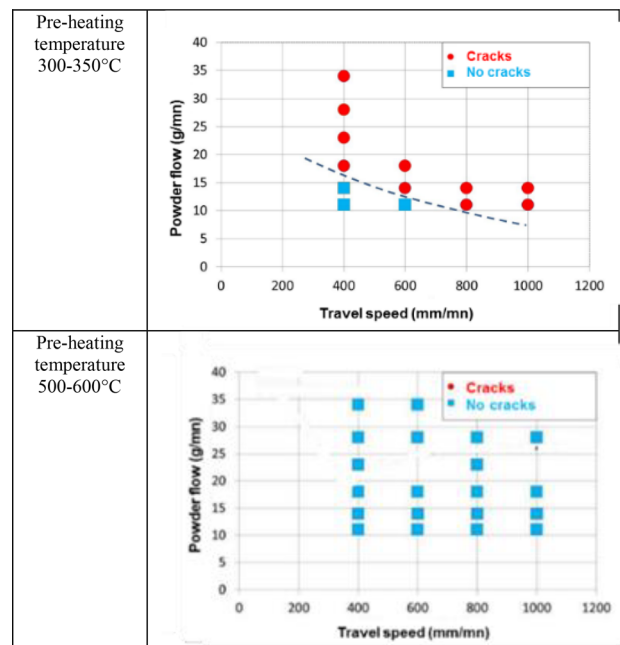 Pre-heating
temperature
300-350°C
Powder flow (g/mn)
40
35
30
25
20
15
10
5
0
Cracks
No cracks
0 200 400 600 800 1000 1200
Travel speed (mm/mn)
Pre-heating
temperature
500-600°C
Powder flow (g/mn)
40
35
30
25
20
15
10
5
0
Cracks
No cracks
0 200 400 600 800 1000 1200
Travel speed (mm/mn)